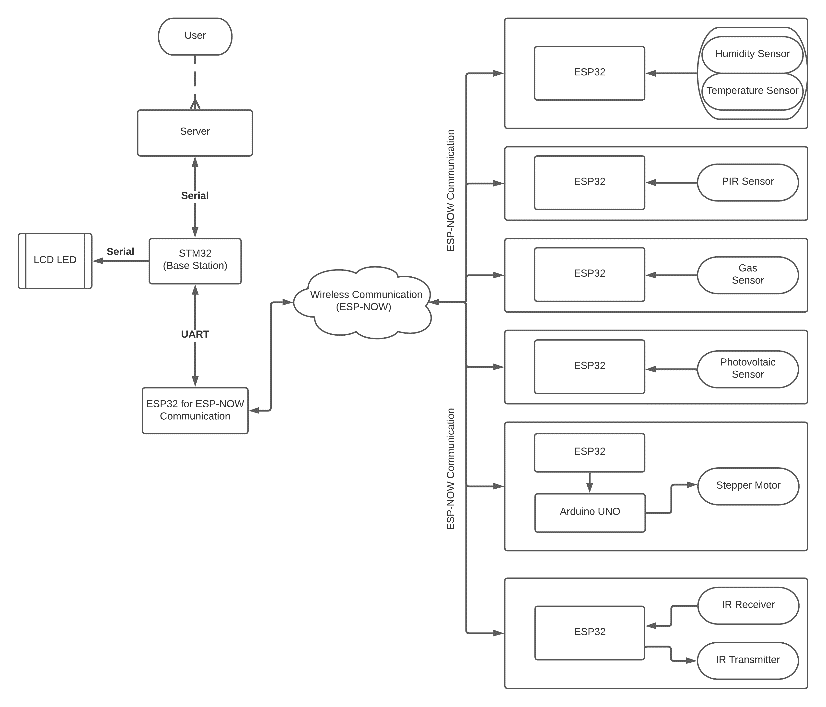 User
Server
Serial
LCD LED
Serial
STM32
(Base Station)
UART
ESP32 for ESP-NOW
Communication
Wireless Communication
(ESP-NOW)
ESP-NOW Communication
ESP-NOW Communication
ESP32
Humidity Sensor
Temperature Sensor
ESP32
PIR Sensor
ESP32
Gas
Sensor
ESP32
Photovoltaic
Sensor
ESP32
Arduino UNO
Stepper Motor
ESP32
IR Receiver
IR Transmitter